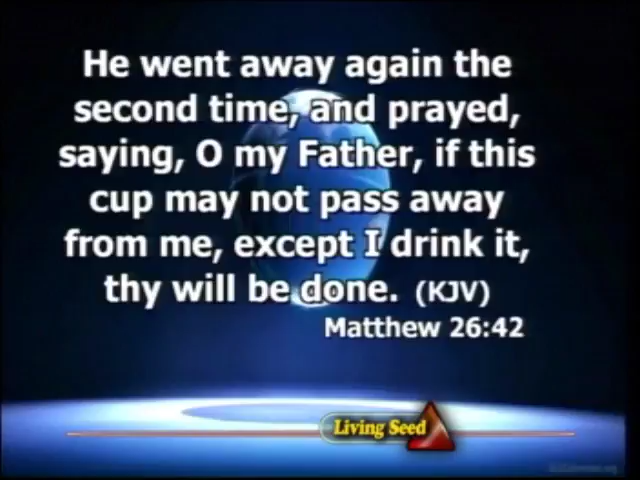 He went away again the
second time, and prayed,
saying, O my Father, if this
cup may not pass away
from me, except I drink it,
thy will be done. (KJV)
Matthew 26:42
Living Seed